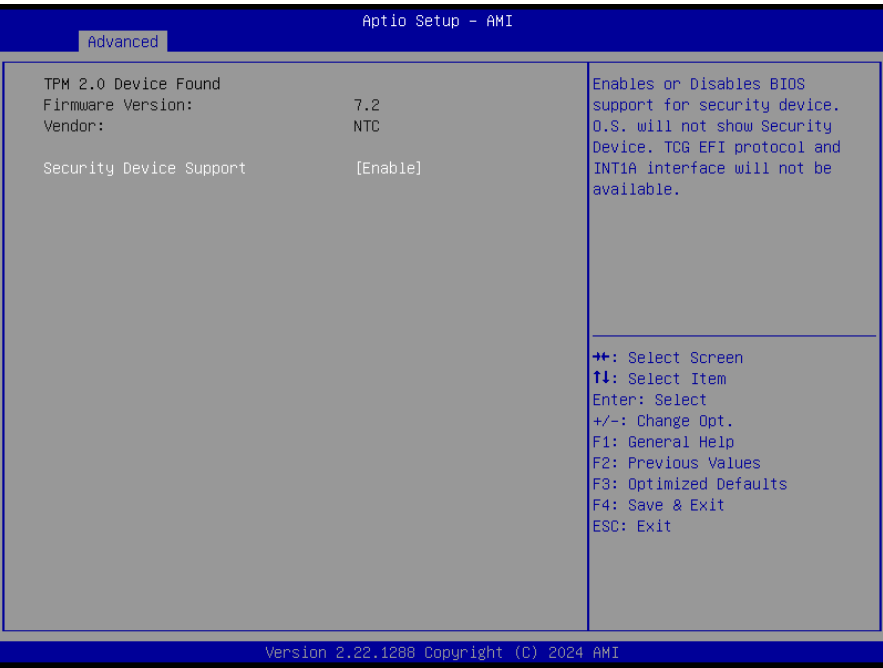 Aptio Setup – AMI
Advanced
TPM 2.0 Device Found
Firmware Version: 7.2
Vendor: NTC
Security Device Support [Enable]
Enables or Disables BIOS
support for security device.
O.S. will not show Security
Device. TCG EFI protocol and
INT1A interface will not be
available.
→←: Select Screen
↑↓: Select Item
Enter: Select
+/-: Change Opt.
F1: General Help
F2: Previous Values
F3: Optimized Defaults
F4: Save & Exit
ESC: Exit
Version 2.22.1288 Copyright (C) 2024 AMI